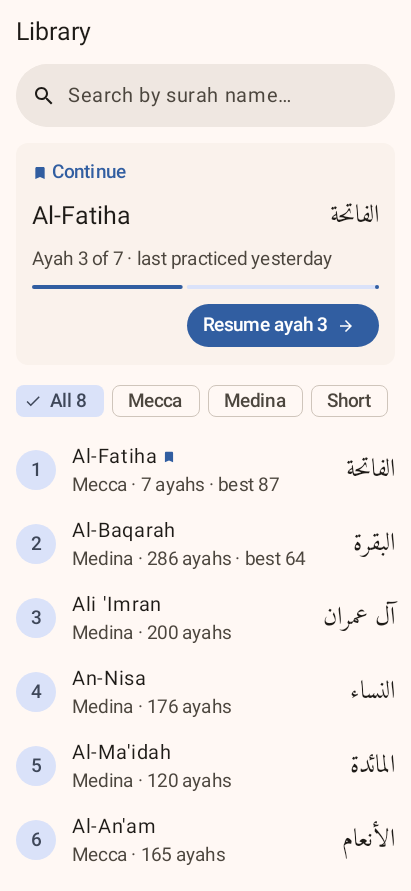 Library
Search by surah name...
Continue
Al-Fatiha الفاتحة
Ayah 3 of 7 · last practiced yesterday
Resume ayah 3 →
✓ All 8 Mecca Medina Short
1 Al-Fatiha الفاتحة
Mecca · 7 ayahs · best 87
2 Al-Baqarah البقرة
Medina · 286 ayahs · best 64
3 Ali 'Imran آل عمران
Medina · 200 ayahs
4 An-Nisa النساء
Medina · 176 ayahs
5 Al-Ma'idah المائدة
Medina · 120 ayahs
6 Al-An'am الأنعام
Mecca · 165 ayahs